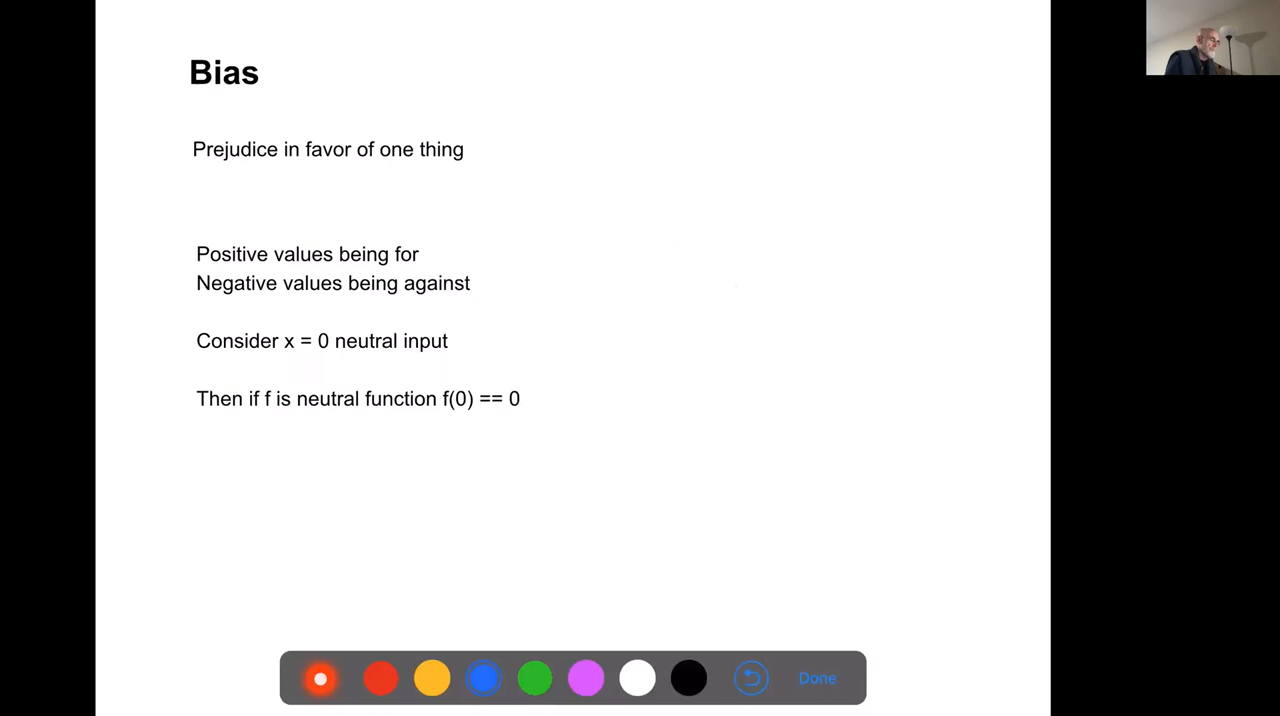 Bias
Prejudice in favor of one thing
Positive values being for
Negative values being against
Consider x = 0 neutral input
Then if f is neutral function f(0) == 0
Done